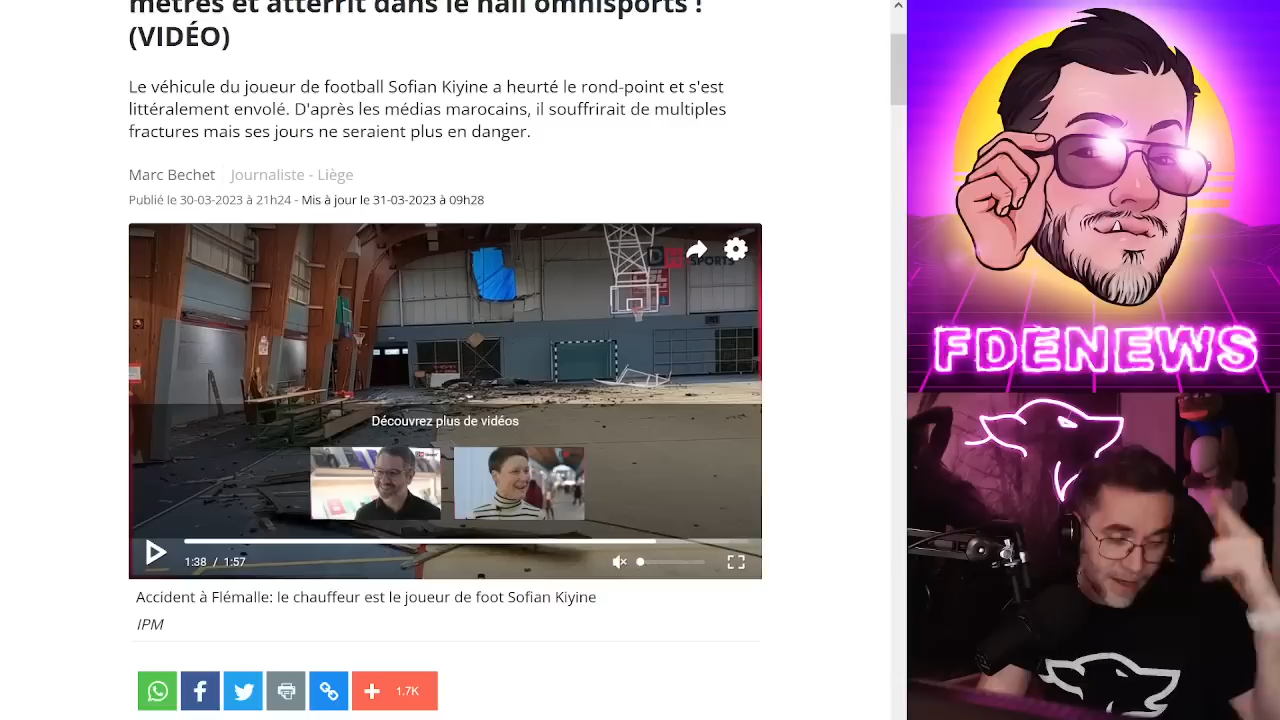 mètres et atterrit dans le hall omnisports !
(VIDÉO)
Le véhicule du joueur de football Sofian Kiyine a heurté le rond-point et s'est
littéralement envolé. D'après les médias marocains, il souffrirait de multiples
fractures mais ses jours ne seraient plus en danger.
Marc Bechet
Journaliste - Liège
Publié le 30-03-2023 à 21h24 - Mis à jour le 31-03-2023 à 09h28
DH SPORTS
Découvrez plus de vidéos
1:38 / 1:57
Accident à Flémalle: le chauffeur est le joueur de foot Sofian Kiyine
IPM
1.7K
FDENEWS